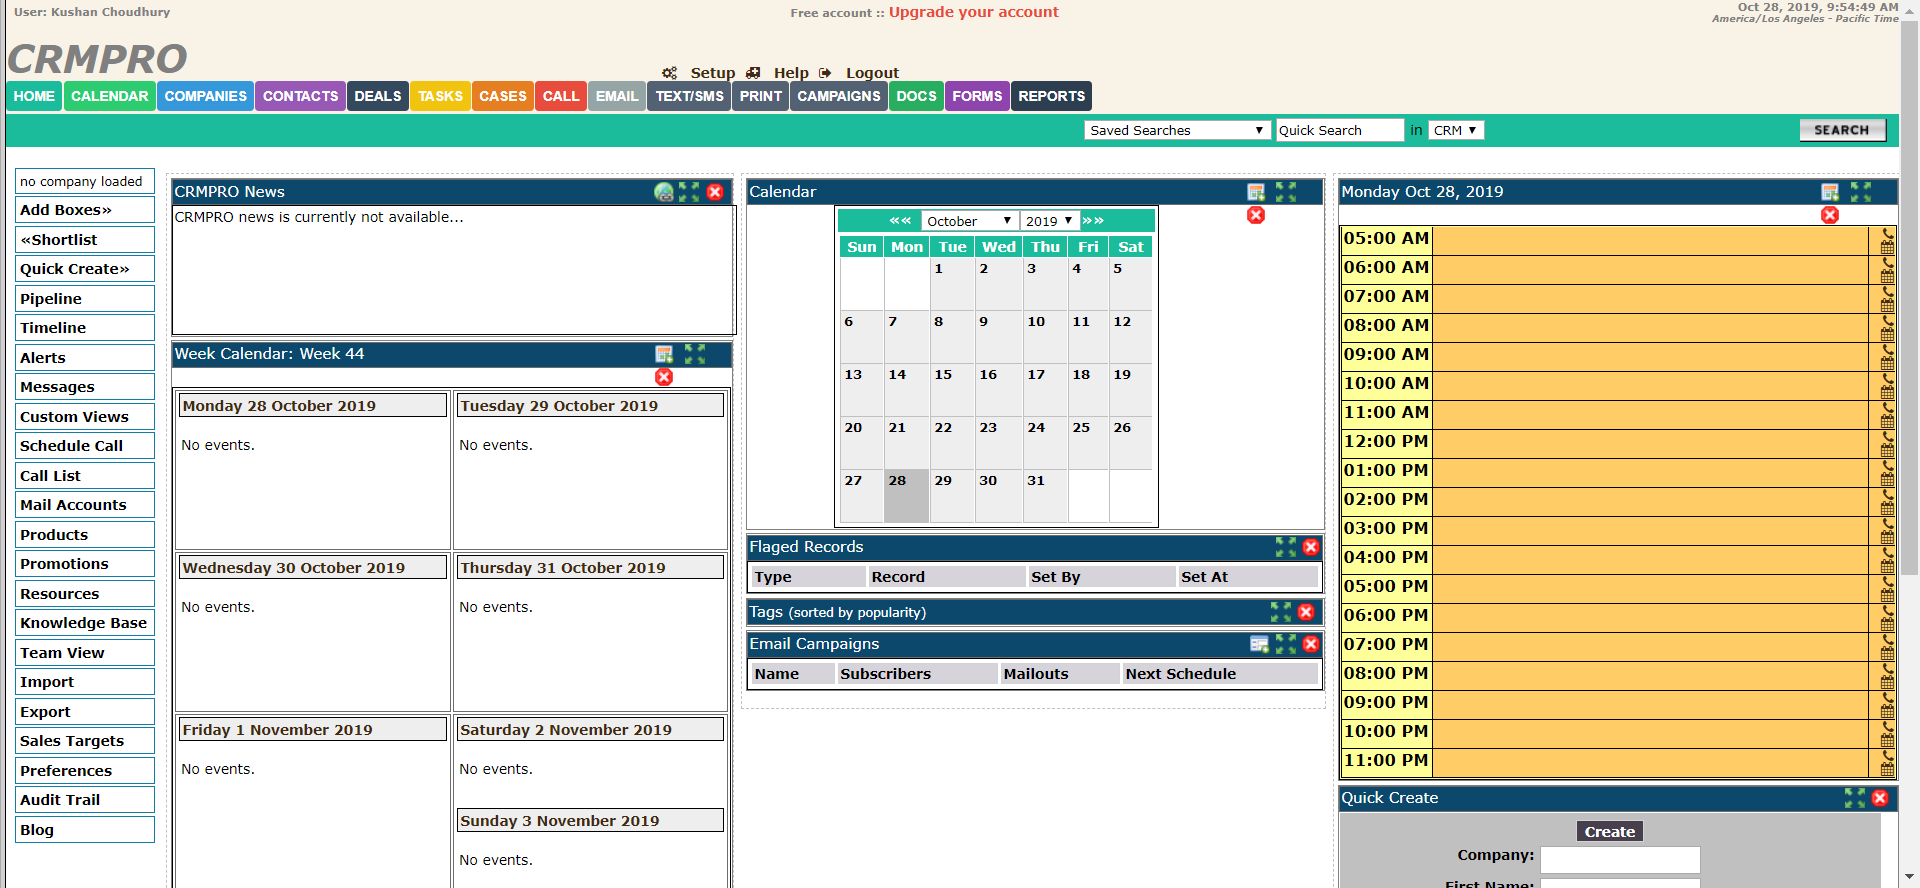 User: Kushan Choudhury
Free account :: Upgrade your account
Oct 28, 2019, 9:54:49 AM
America/Los Angeles - Pacific Time
CRMPRO
Setup Help Logout
HOME CALENDAR COMPANIES CONTACTS DEALS TASKS CASES CALL EMAIL TEXT/SMS PRINT CAMPAIGNS DOCS FORMS REPORTS
Saved Searches Quick Search in CRM SEARCH
no company loaded
Add Boxes»
«Shortlist
Quick Create»
Pipeline
Timeline
Alerts
Messages
Custom Views
Schedule Call
Call List
Mail Accounts
Products
Promotions
Resources
Knowledge Base
Team View
Import
Export
Sales Targets
Preferences
Audit Trail
Blog
CRMPRO News
CRMPRO news is currently not available...
Week Calendar: Week 44
Monday 28 October 2019
No events.
Tuesday 29 October 2019
No events.
Wednesday 30 October 2019
No events.
Thursday 31 October 2019
No events.
Friday 1 November 2019
No events.
Saturday 2 November 2019
No events.
Sunday 3 November 2019
No events.
Calendar
«« October 2019 »»
Sun Mon Tue Wed Thu Fri Sat
1 2 3 4 5
6 7 8 9 10 11 12
13 14 15 16 17 18 19
20 21 22 23 24 25 26
27 28 29 30 31
Flaged Records
Type Record Set By Set At
Tags (sorted by popularity)
Email Campaigns
Name Subscribers Mailouts Next Schedule
Monday Oct 28, 2019
05:00 AM
06:00 AM
07:00 AM
08:00 AM
09:00 AM
10:00 AM
11:00 AM
12:00 PM
01:00 PM
02:00 PM
03:00 PM
04:00 PM
05:00 PM
06:00 PM
07:00 PM
08:00 PM
09:00 PM
10:00 PM
11:00 PM
Quick Create
Create
Company:
First Name: